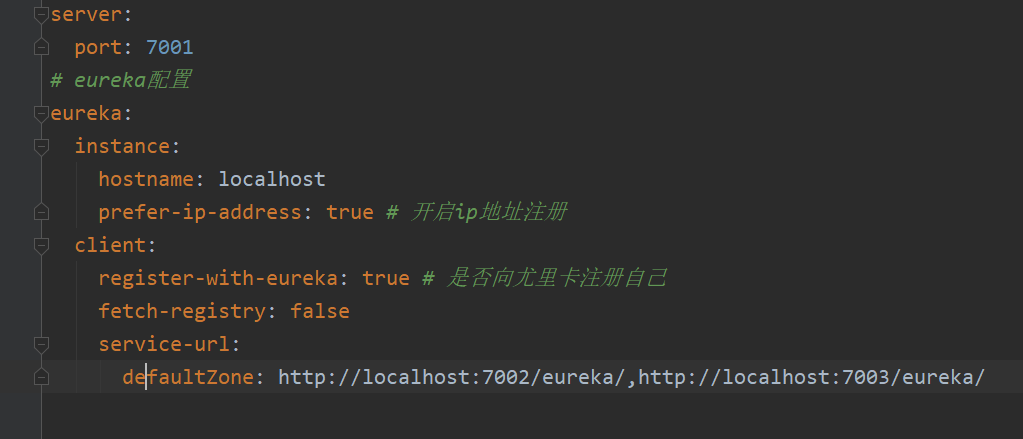 server:
  port: 7001
# eureka配置
eureka:
  instance:
    hostname: localhost
    prefer-ip-address: true # 开启ip地址注册
  client:
    register-with-eureka: true # 是否向尤里卡注册自己
    fetch-registry: false
    service-url:
      defaultZone: http://localhost:7002/eureka/,http://localhost:7003/eureka/